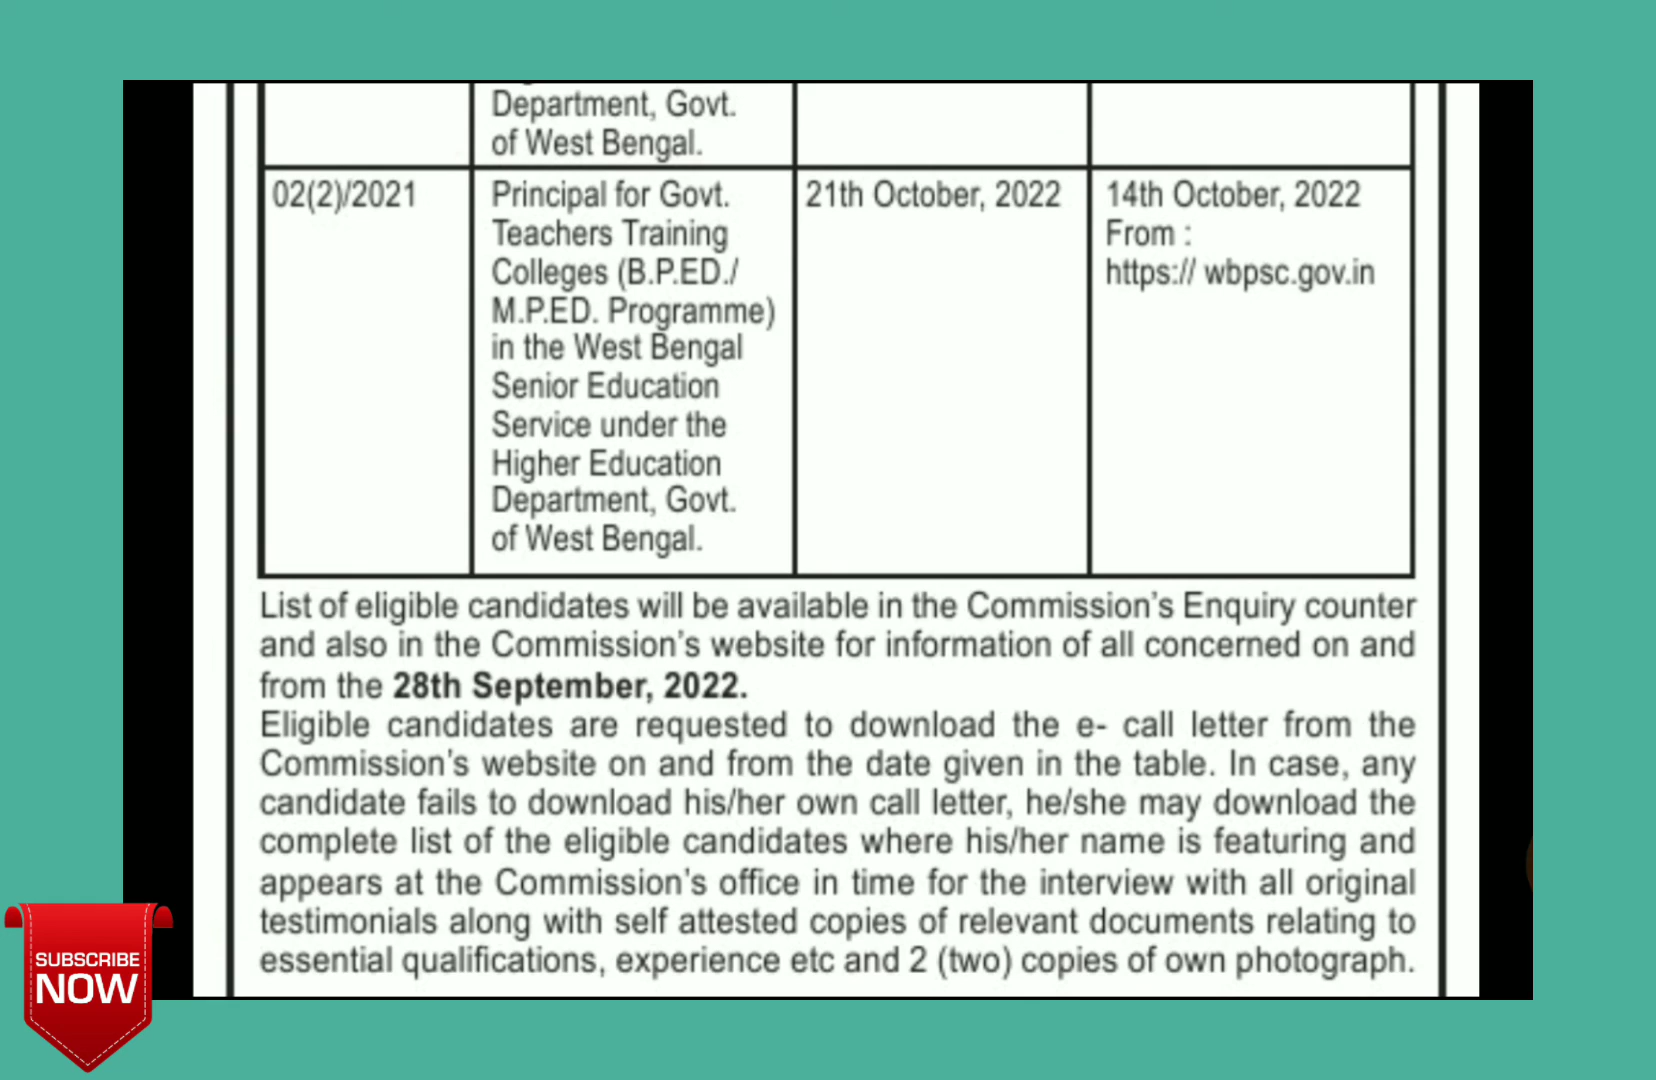 Department, Govt.
of West Bengal.
02(2)/2021
Principal for Govt.
Teachers Training
Colleges (B.P.ED./
M.P.ED. Programme)
in the West Bengal
Senior Education
Service under the
Higher Education
Department, Govt.
of West Bengal.
21th October, 2022
14th October, 2022
From :
https:// wbpsc.gov.in
List of eligible candidates will be available in the Commission's Enquiry counter
and also in the Commission's website for information of all concerned on and
from the 28th September, 2022.
Eligible candidates are requested to download the e- call letter from the
Commission's website on and from the date given in the table. In case, any
candidate fails to download his/her own call letter, he/she may download the
complete list of the eligible candidates where his/her name is featuring and
appears at the Commission's office in time for the interview with all original
testimonials along with self attested copies of relevant documents relating to
essential qualifications, experience etc and 2 (two) copies of own photograph.
SUBSCRIBE
NOW